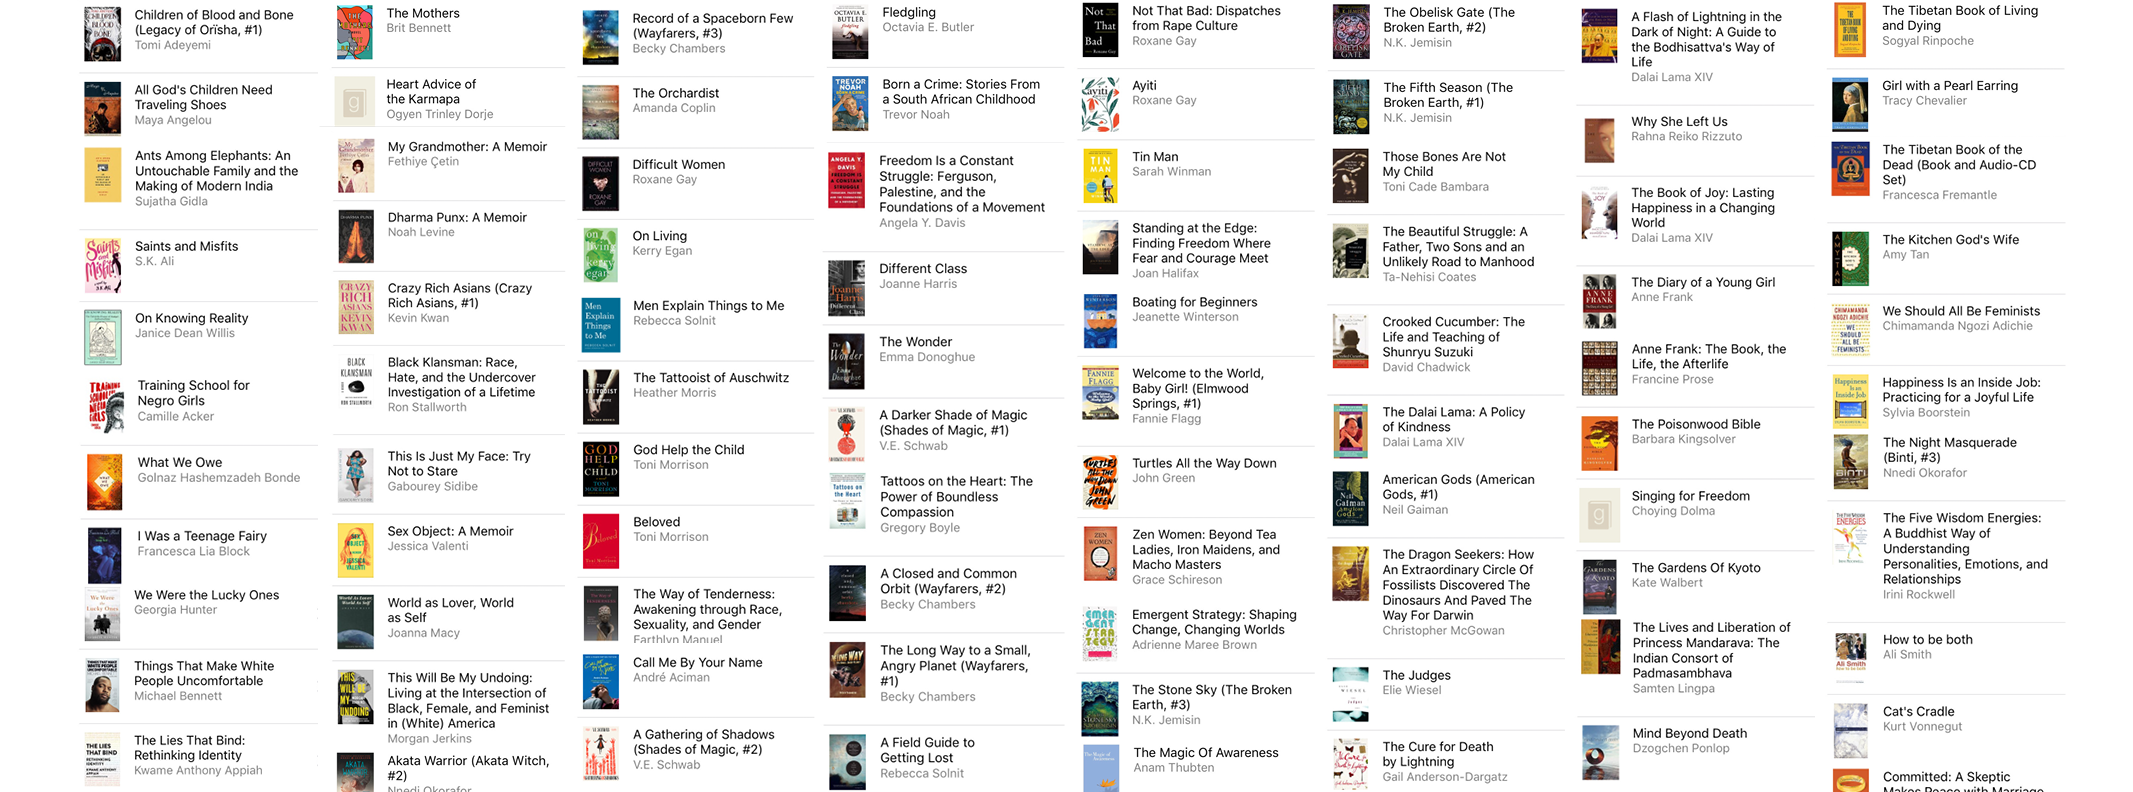 Children of Blood and Bone
(Legacy of Orïsha, #1)
Tomi Adeyemi
All God's Children Need
Traveling Shoes
Maya Angelou
Ants Among Elephants: An
Untouchable Family and the
Making of Modern India
Sujatha Gidla
Saints and Misfits
S.K. Ali
On Knowing Reality
Janice Dean Willis
Training School for
Negro Girls
Camille Acker
What We Owe
Golnaz Hashemzadeh Bonde
I Was a Teenage Fairy
Francesca Lia Block
We Were the Lucky Ones
Georgia Hunter
Things That Make White
People Uncomfortable
Michael Bennett
The Lies That Bind:
Rethinking Identity
Kwame Anthony Appiah
The Mothers
Brit Bennett
Heart Advice of
the Karmapa
Ogyen Trinley Dorje
My Grandmother: A Memoir
Fethiye Çetin
Dharma Punx: A Memoir
Noah Levine
Crazy Rich Asians (Crazy
Rich Asians, #1)
Kevin Kwan
Black Klansman: Race,
Hate, and the Undercover
Investigation of a Lifetime
Ron Stallworth
This Is Just My Face: Try
Not to Stare
Gabourey Sidibe
Sex Object: A Memoir
Jessica Valenti
World as Lover, World
as Self
Joanna Macy
This Will Be My Undoing:
Living at the Intersection of
Black, Female, and Feminist
in (White) America
Morgan Jerkins
Akata Warrior (Akata Witch,
#2)
Nnedi Okorafor
Record of a Spaceborn Few
(Wayfarers, #3)
Becky Chambers
The Orchardist
Amanda Coplin
Difficult Women
Roxane Gay
On Living
Kerry Egan
Men Explain Things to Me
Rebecca Solnit
The Tattooist of Auschwitz
Heather Morris
God Help the Child
Toni Morrison
Beloved
Toni Morrison
The Way of Tenderness:
Awakening through Race,
Sexuality, and Gender
Earthlyn Manuel
Call Me By Your Name
André Aciman
A Gathering of Shadows
(Shades of Magic, #2)
V.E. Schwab
Fledgling
Octavia E. Butler
Born a Crime: Stories From
a South African Childhood
Trevor Noah
Freedom Is a Constant
Struggle: Ferguson,
Palestine, and the
Foundations of a Movement
Angela Y. Davis
Different Class
Joanne Harris
The Wonder
Emma Donoghue
A Darker Shade of Magic
(Shades of Magic, #1)
V.E. Schwab
Tattoos on the Heart: The
Power of Boundless
Compassion
Gregory Boyle
A Closed and Common
Orbit (Wayfarers, #2)
Becky Chambers
The Long Way to a Small,
Angry Planet (Wayfarers,
#1)
Becky Chambers
A Field Guide to
Getting Lost
Rebecca Solnit
Not That Bad: Dispatches
from Rape Culture
Roxane Gay
Ayiti
Roxane Gay
Tin Man
Sarah Winman
Standing at the Edge:
Finding Freedom Where
Fear and Courage Meet
Joan Halifax
Boating for Beginners
Jeanette Winterson
Welcome to the World,
Baby Girl! (Elmwood
Springs, #1)
Fannie Flagg
Turtles All the Way Down
John Green
Zen Women: Beyond Tea
Ladies, Iron Maidens, and
Macho Masters
Grace Schireson
Emergent Strategy: Shaping
Change, Changing Worlds
Adrienne Maree Brown
The Stone Sky (The Broken
Earth, #3)
N.K. Jemisin
The Magic Of Awareness
Anam Thubten
The Obelisk Gate (The
Broken Earth, #2)
N.K. Jemisin
The Fifth Season (The
Broken Earth, #1)
N.K. Jemisin
Those Bones Are Not
My Child
Toni Cade Bambara
The Beautiful Struggle: A
Father, Two Sons and an
Unlikely Road to Manhood
Ta-Nehisi Coates
Crooked Cucumber: The
Life and Teaching of
Shunryu Suzuki
David Chadwick
The Dalai Lama: A Policy
of Kindness
Dalai Lama XIV
American Gods (American
Gods, #1)
Neil Gaiman
The Dragon Seekers: How
An Extraordinary Circle Of
Fossilists Discovered The
Dinosaurs And Paved The
Way For Darwin
Christopher McGowan
The Judges
Elie Wiesel
The Cure for Death
by Lightning
Gail Anderson-Dargatz
A Flash of Lightning in the
Dark of Night: A Guide to
the Bodhisattva's Way of
Life
Dalai Lama XIV
Why She Left Us
Rahna Reiko Rizzuto
The Book of Joy: Lasting
Happiness in a Changing
World
Dalai Lama XIV
The Diary of a Young Girl
Anne Frank
Anne Frank: The Book, the
Life, the Afterlife
Francine Prose
The Poisonwood Bible
Barbara Kingsolver
Singing for Freedom
Choying Dolma
The Gardens Of Kyoto
Kate Walbert
The Lives and Liberation of
Princess Mandarava: The
Indian Consort of
Padmasambhava
Samten Lingpa
Mind Beyond Death
Dzogchen Ponlop
The Tibetan Book of Living
and Dying
Sogyal Rinpoche
Girl with a Pearl Earring
Tracy Chevalier
The Tibetan Book of the
Dead (Book and Audio-CD
Set)
Francesca Fremantle
The Kitchen God's Wife
Amy Tan
We Should All Be Feminists
Chimamanda Ngozi Adichie
Happiness Is an Inside Job:
Practicing for a Joyful Life
Sylvia Boorstein
The Night Masquerade
(Binti, #3)
Nnedi Okorafor
The Five Wisdom Energies:
A Buddhist Way of
Understanding
Personalities, Emotions, and
Relationships
Irini Rockwell
How to be both
Ali Smith
Cat's Cradle
Kurt Vonnegut
Committed: A Skeptic
Makes Peace with Marriage